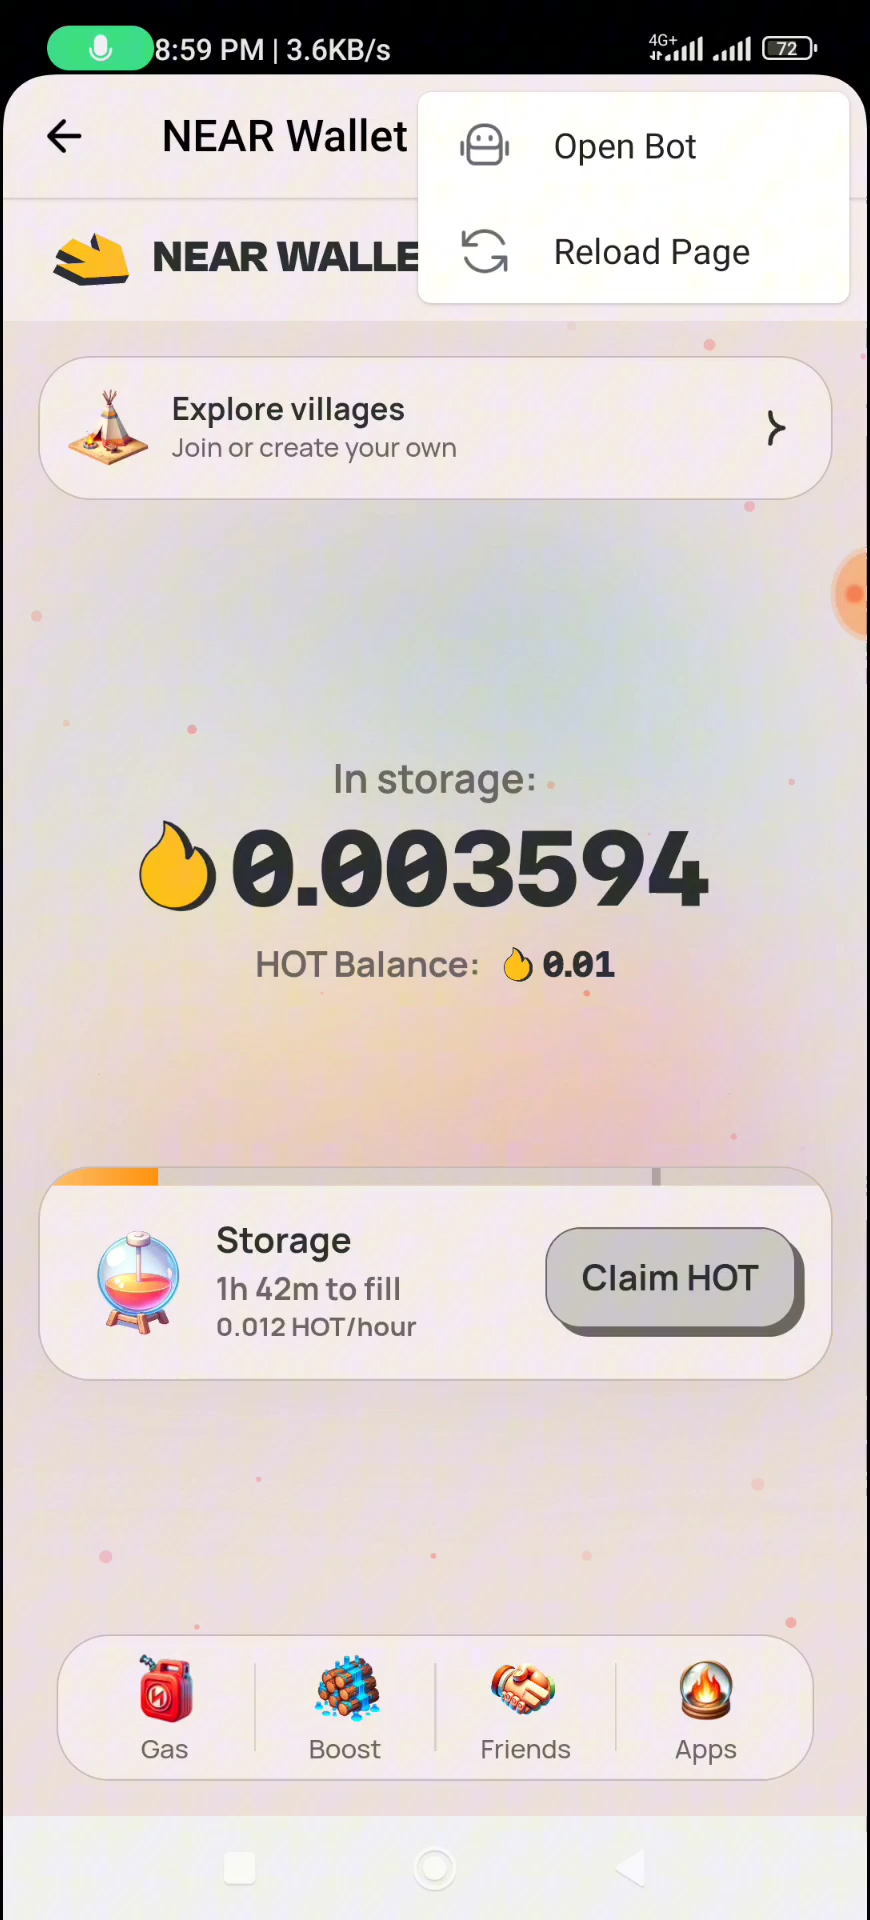 8:59 PM | 3.6KB/s
4G+
72
NEAR Wallet
Open Bot
Reload Page
NEAR WALLE
Explore villages
Join or create your own
In storage:
0.003594
HOT Balance: 0.01
Storage
1h 42m to fill
0.012 HOT/hour
Claim HOT
Gas
Boost
Friends
Apps